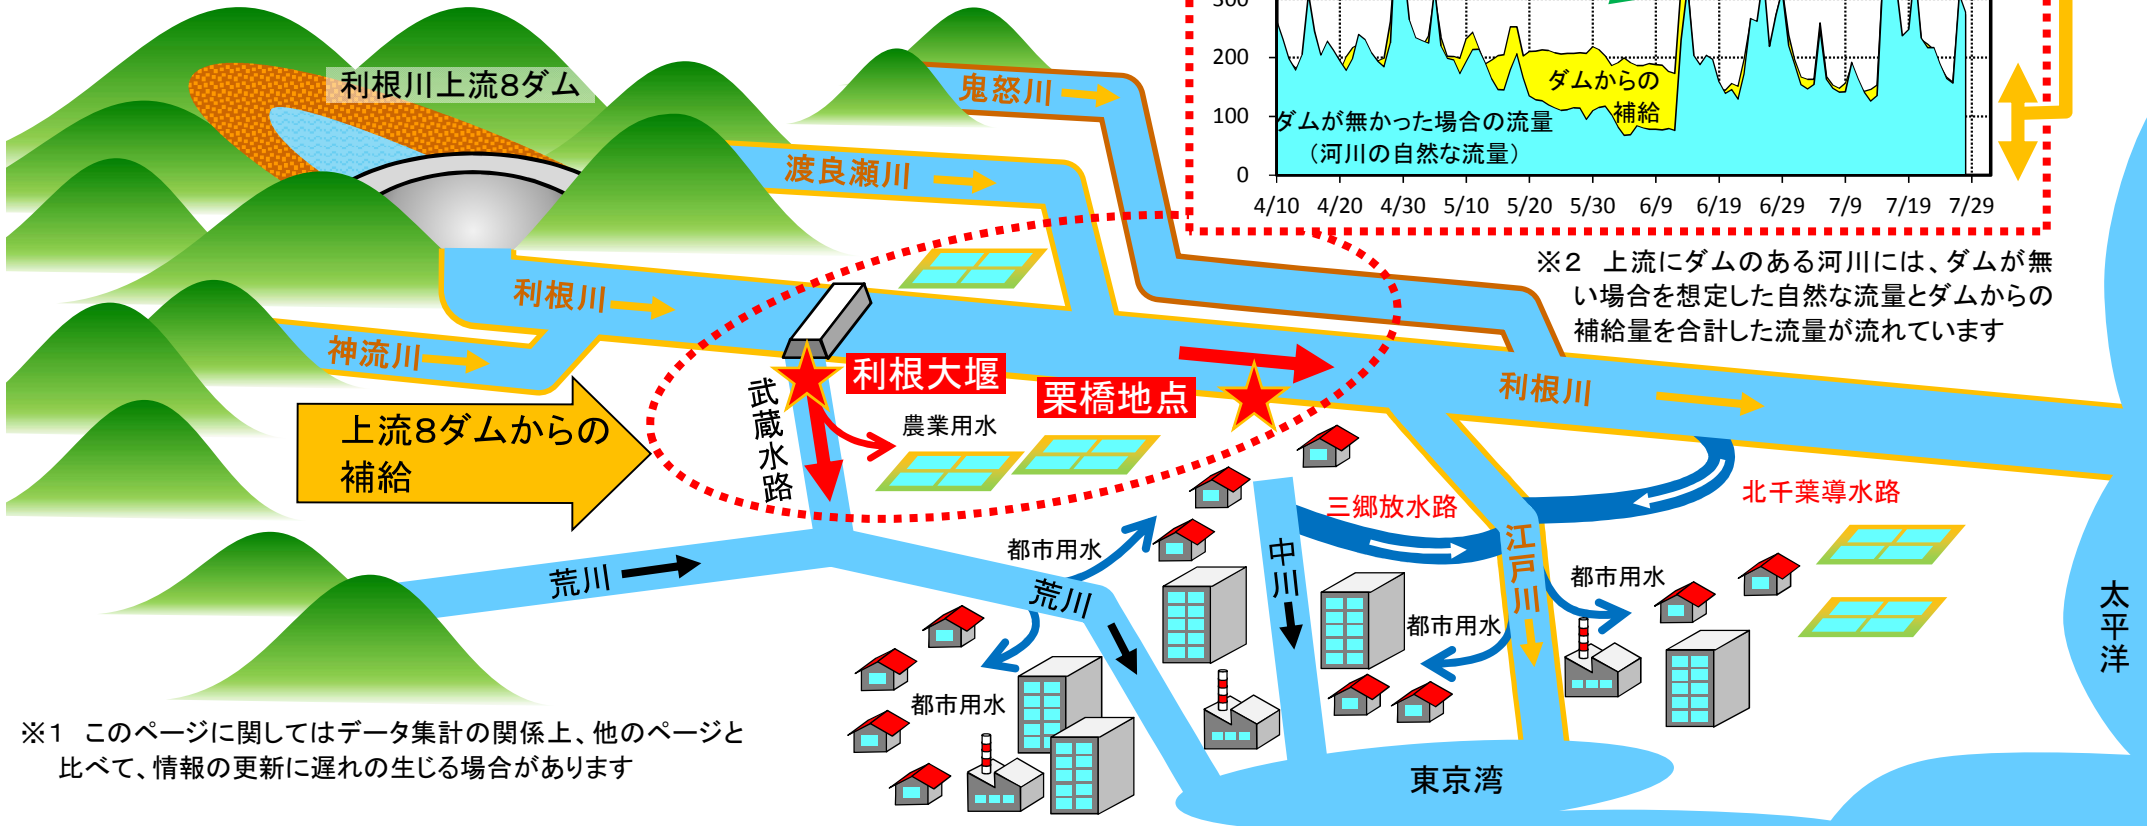 300
200
100
0
4/10 4/20 4/30 5/10 5/20 5/30 6/9 6/19 6/29 7/9 7/19 7/29
ダムからの
補給
ダムが無かった場合の流量
（河川の自然な流量）
利根川上流8ダム
鬼怒川
渡良瀬川
利根川
神流川
※2　上流にダムのある河川には、ダムが無
い場合を想定した自然な流量とダムからの
補給量を合計した流量が流れています
利根大堰
栗橋地点
利根川
上流8ダムからの
補給
武蔵水路
農業用水
三郷放水路
北千葉導水路
荒川
都市用水
荒川
中川
江戸川
都市用水
都市用水
都市用水
太平洋
東京湾
※1　このページに関してはデータ集計の関係上、他のページと
比べて、情報の更新に遅れの生じる場合があります